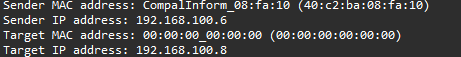 Sender MAC address: CompalInform_08:fa:10 (40:c2:ba:08:fa:10)
Sender IP address: 192.168.100.6
Target MAC address: 00:00:00_00:00:00 (00:00:00:00:00:00)
Target IP address: 192.168.100.8